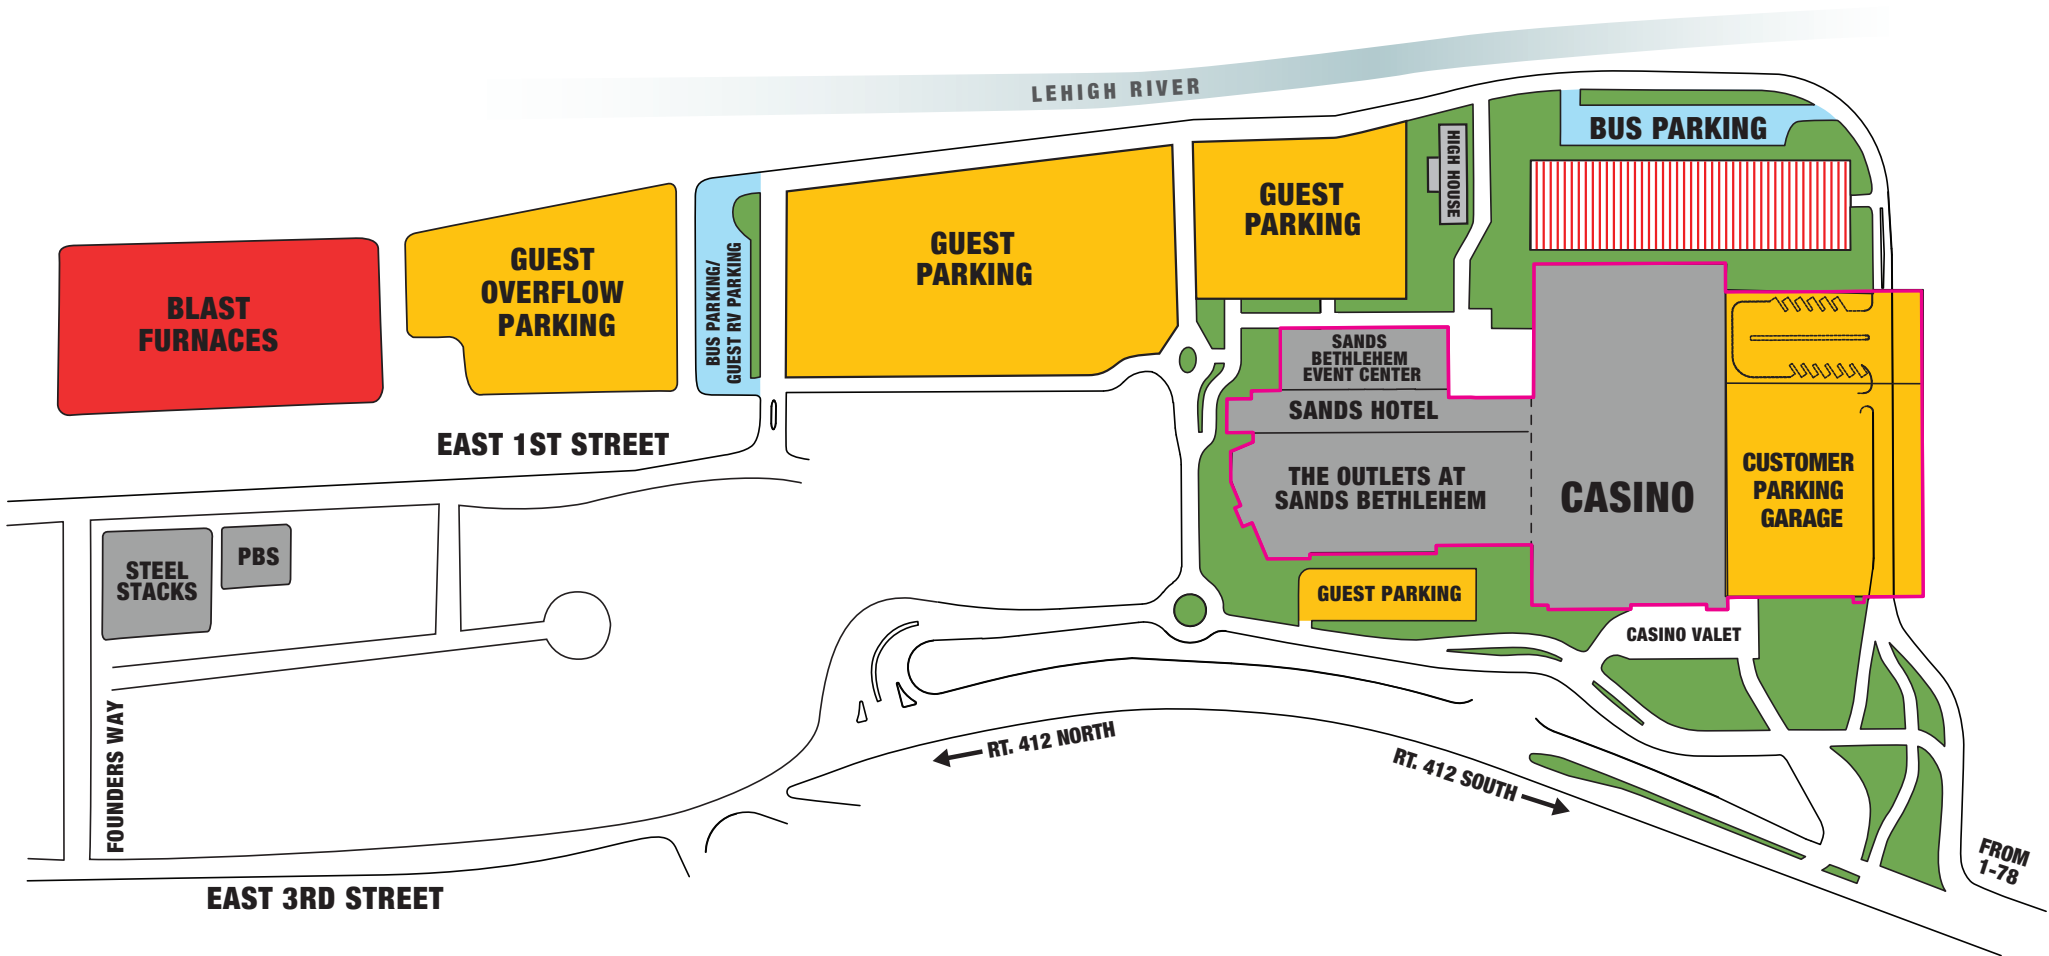 LEHIGH RIVER
BUS PARKING
HIGH HOUSE
GUEST
PARKING
GUEST
PARKING
BUS PARKING/
GUEST RV PARKING
GUEST
OVERFLOW
PARKING
BLAST
FURNACES
SANDS
BETHLEHEM
EVENT CENTER
SANDS HOTEL
THE OUTLETS AT
SANDS BETHLEHEM
CASINO
CUSTOMER
PARKING
GARAGE
EAST 1ST STREET
STEEL
STACKS
PBS
GUEST PARKING
CASINO VALET
FOUNDERS WAY
RT. 412 NORTH
RT. 412 SOUTH
FROM
1-78
EAST 3RD STREET